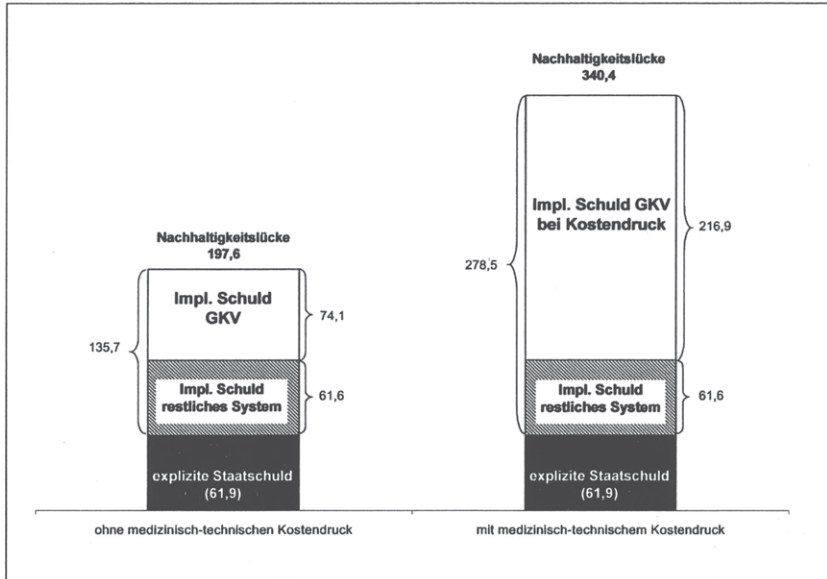 Nachhaltigkeitslücke
197,6
Impl. Schuld
GKV
74,1
135,7
Impl. Schuld
restliches System
61,6
explizite Staatschuld
(61,9)
ohne medizinisch-technischen Kostendruck
Nachhaltigkeitslücke
340,4
Impl. Schuld GKV
bei Kostendruck
216,9
278,5
Impl. Schuld
restliches System
61,6
explizite Staatschuld
(61,9)
mit medizinisch-technischem Kostendruck